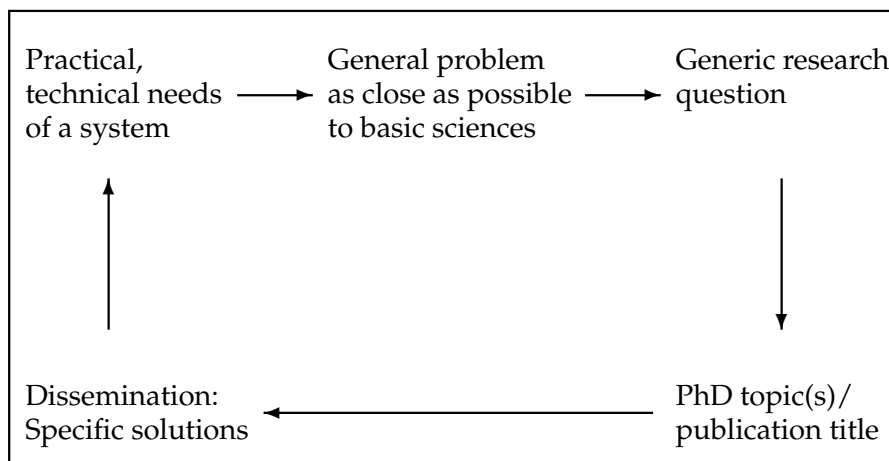 Practical,
technical needs
of a system
General problem
as close as possible
to basic sciences
Generic research
question
Dissemination:
Specific solutions
PhD topic(s)/
publication title